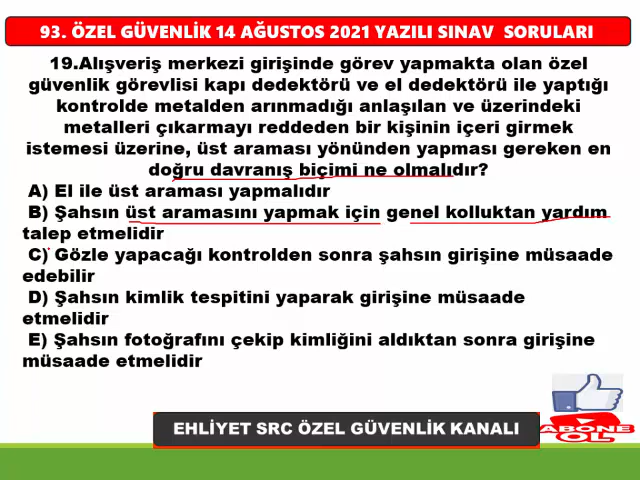 93. ÖZEL GÜVENLİK 14 AĞUSTOS 2021 YAZILI SINAV SORULARI
19.Alışveriş merkezi girişinde görev yapmakta olan özel
güvenlik görevlisi kapı dedektörü ve el dedektörü ile yaptığı
kontrolde metalden arınmadığı anlaşılan ve üzerindeki
metalleri çıkarmayı reddeden bir kişinin içeri girmek
istemesi üzerine, üst araması yönünden yapması gereken en
doğru davranış biçimi ne olmalıdır?
A) El ile üst araması yapmalıdır
B) Şahsın üst aramasını yapmak için genel kolluktan yardım
talep etmelidir
C) Gözle yapacağı kontrolden sonra şahsın girişine müsaade
edebilir
D) Şahsın kimlik tespitini yaparak girişine müsaade
etmelidir
E) Şahsın fotoğrafını çekip kimliğini aldıktan sonra girişine
müsaade etmelidir
EHLİYET SRC ÖZEL GÜVENLİK KANALI
ABONE
OL